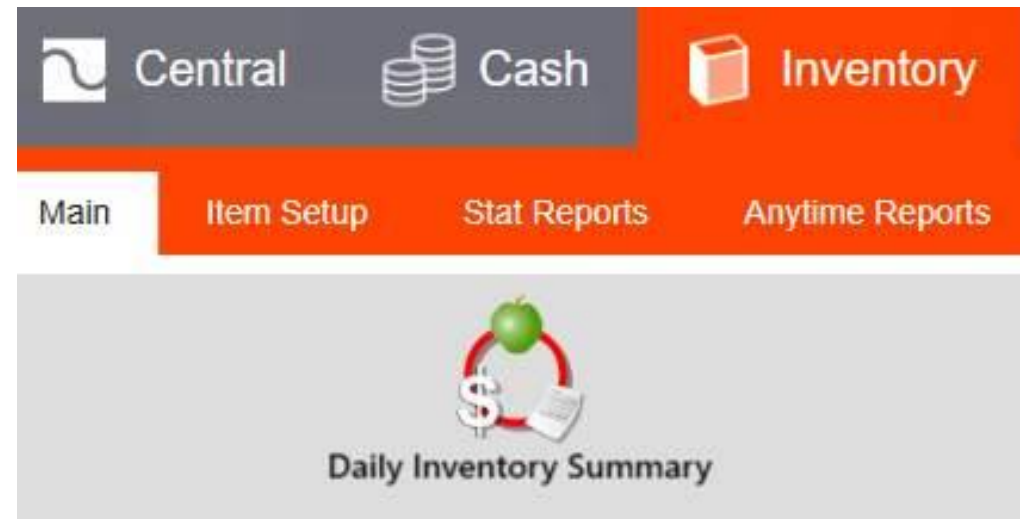 Central Cash Inventory
Main Item Setup Stat Reports Anytime Reports
$
Daily Inventory Summary